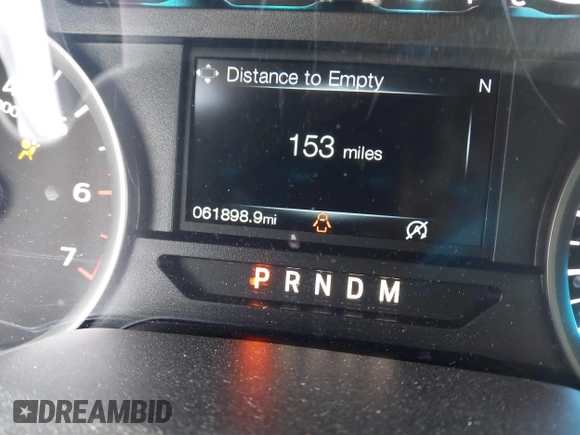 Distance to Empty
N
153 miles
061898.9mi
6
7
P R N D M
DREAMBID